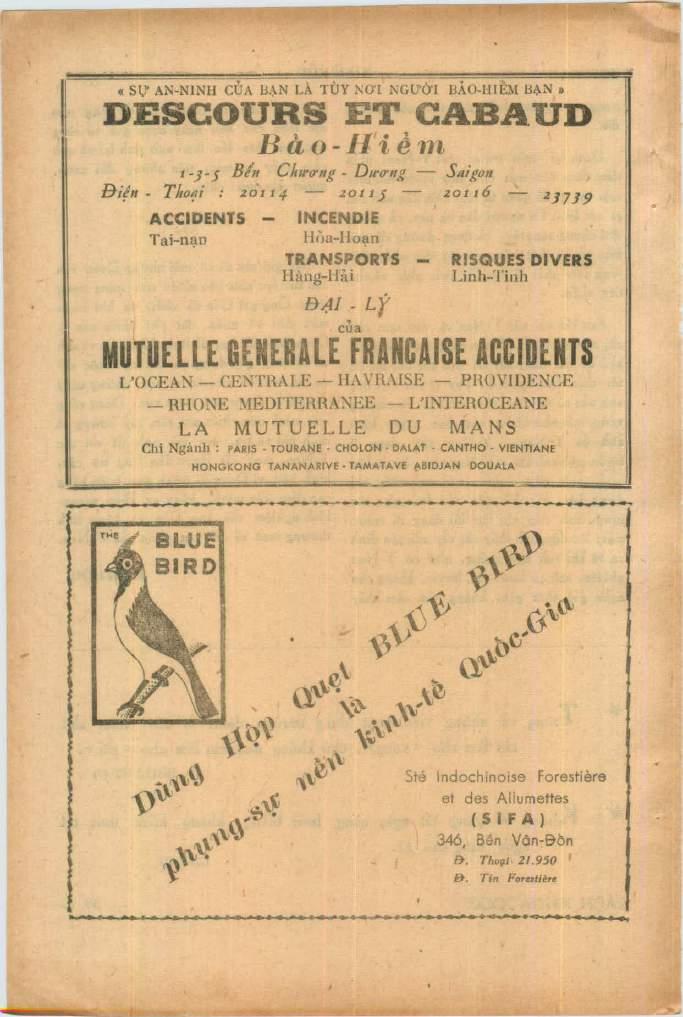 « SỰ AN-NINH CỦA BẠN LÀ TÙY NƠI NGƯỜI BẢO-HIỂM BẠN »
DESCOURS ET CABAUD
Bảo-Hiểm
1-3-5 Bến Chương-Dương — Saigon
Điện-Thoại : 20114 — 20115 — 20116 — 23739
ACCIDENTS — INCENDIE
Tai-nạn Hỏa-Hoạn
TRANSPORTS — RISQUES DIVERS
Hàng-Hải Linh-Tinh
ĐẠI-LÝ
của
MUTUELLE GENERALE FRANCAISE ACCIDENTS
L'OCEAN — CENTRALE — HAVRAISE — PROVIDENCE
— RHONE MEDITERRANEE — L'INTEROCEANE
LA MUTUELLE DU MANS
Chi Ngành : PARIS - TOURANE - CHOLON - DALAT - CANTHO - VIENTIANE
HONGKONG TANANARIVE - TAMATAVE ABIDJAN DOUALA
THE BLUE
BIRD
Dùng Hộp Quẹt BLUE BIRD
là
phụng-sự nền kinh-tế Quốc-Gia
Sté Indochinoise Forestière
et des Allumettes
(SIFA)
346, Bến Vân-Đồn
Đ. Thoại 21.950
Đ. Tín Forestière